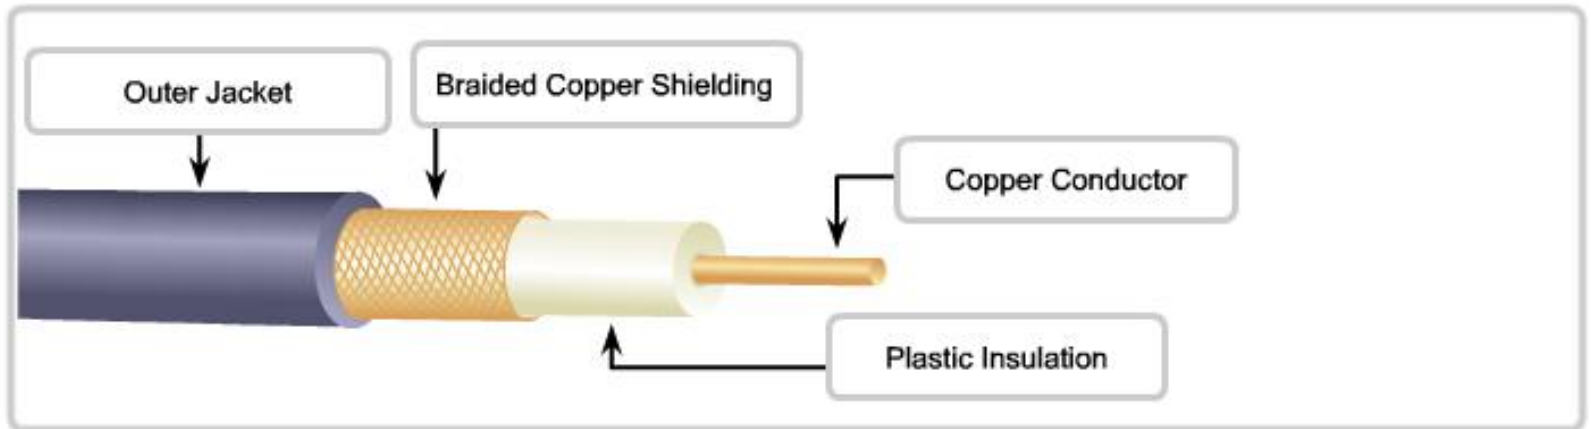 Outer Jacket
Braided Copper Shielding
Copper Conductor
Plastic Insulation